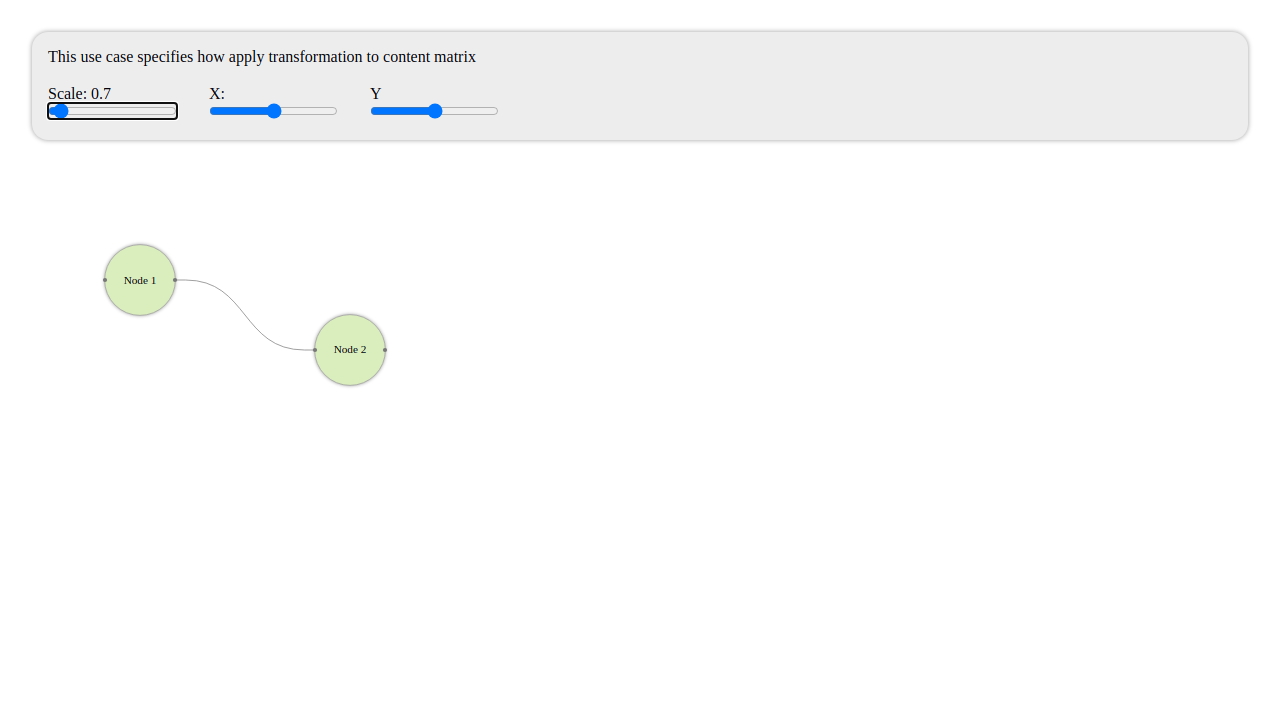 This use case specifies how apply transformation to content matrix
Scale: 0.7
X:
Y
Node 1
Node 2